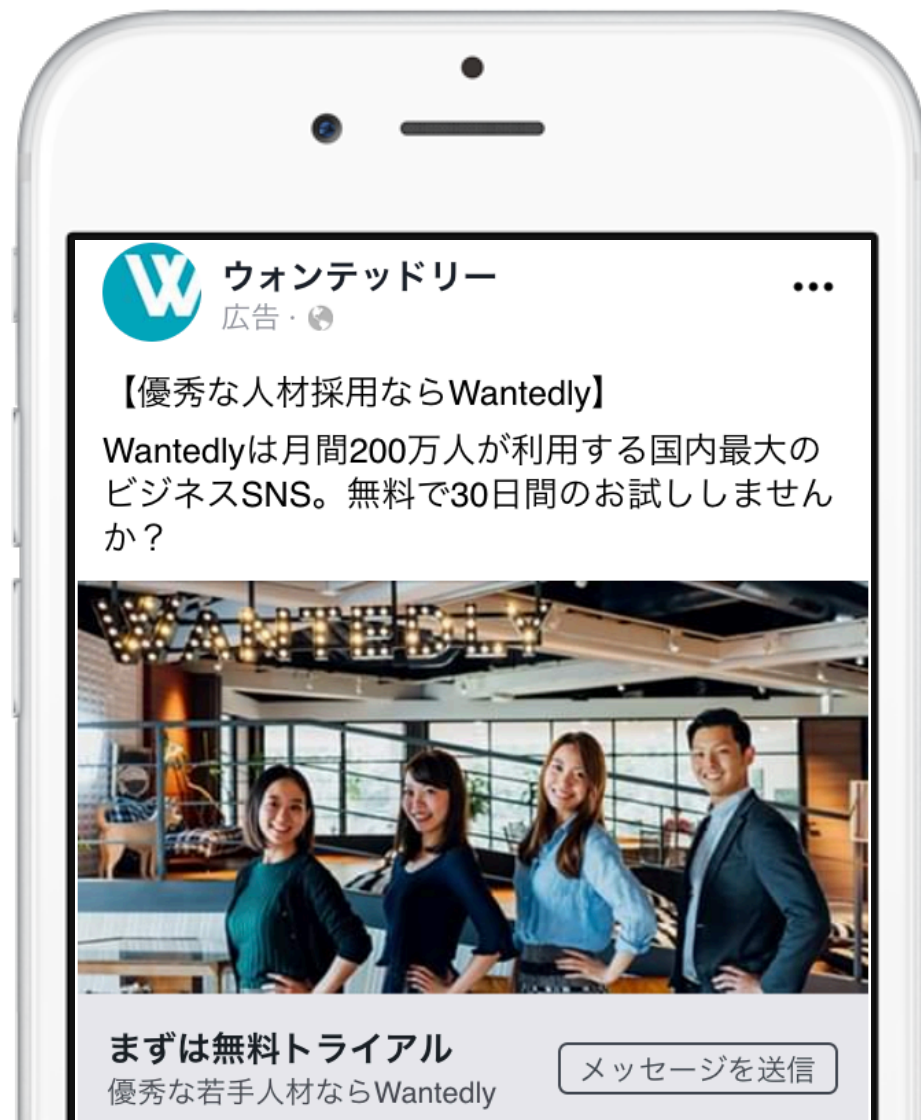 W
ウォンテッドリー
広告 ·
【優秀な人材採用ならWantedly】
Wantedlyは月間200万人が利用する国内最大の
ビジネスSNS。無料で30日間のお試ししません
か？
WANTEDLY
まずは無料トライアル
優秀な若手人材ならWantedly
メッセージを送信